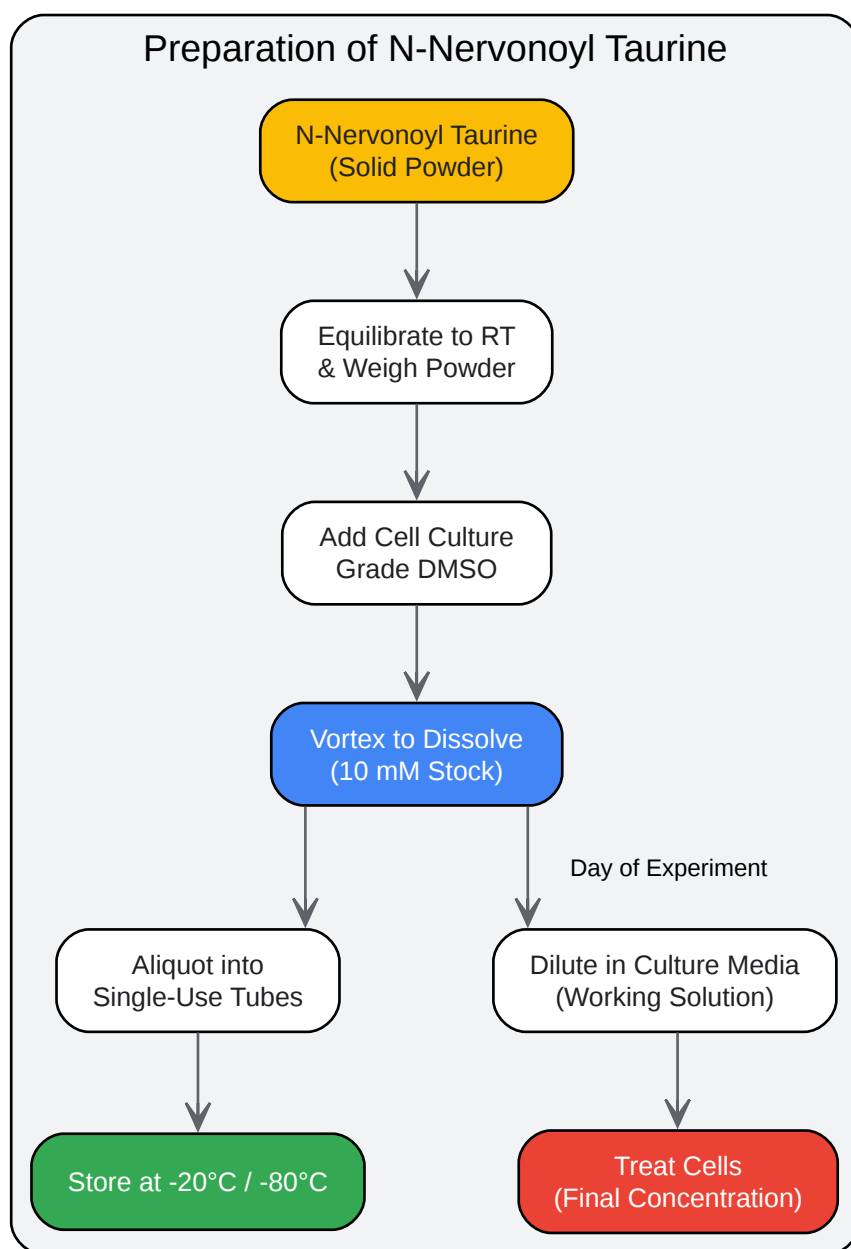 Preparation of N-Nervonoyl Taurine
N-Nervonoyl Taurine
(Solid Powder)
Equilibrate to RT
& Weigh Powder
Add Cell Culture
Grade DMSO
Vortex to Dissolve
(10 mM Stock)
Day of Experiment
Aliquot into
Single-Use Tubes
Dilute in Culture Media
(Working Solution)
Store at -20°C / -80°C
Treat Cells
(Final Concentration)